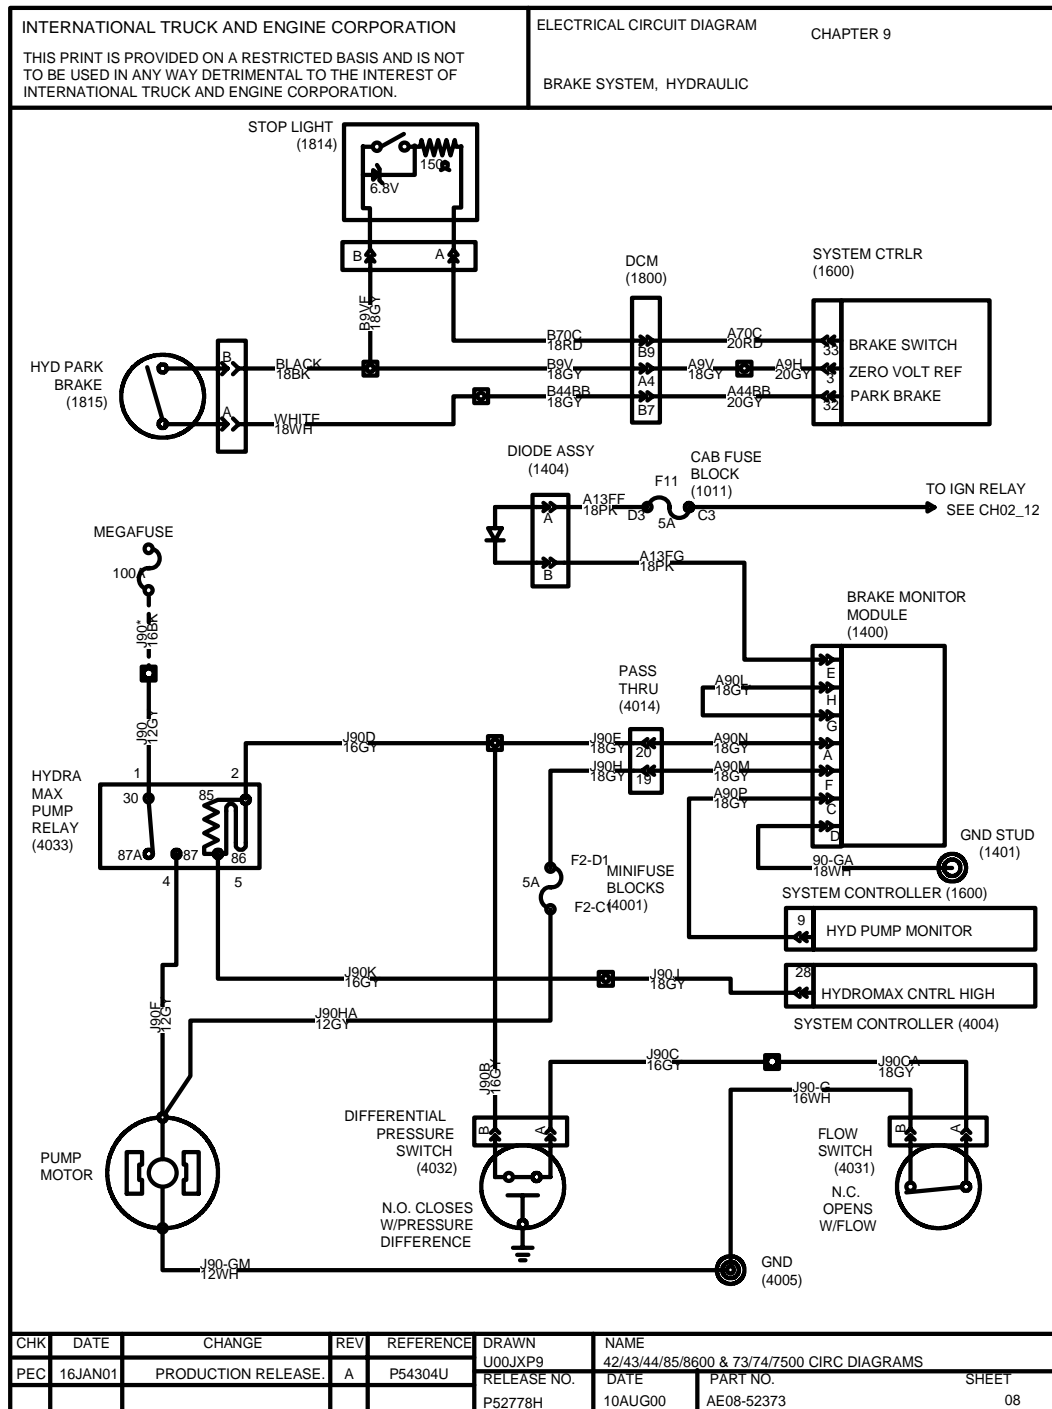 INTERNATIONAL TRUCK AND ENGINE CORPORATION
THIS PRINT IS PROVIDED ON A RESTRICTED BASIS AND IS NOT
TO BE USED IN ANY WAY DETRIMENTAL TO THE INTEREST OF
INTERNATIONAL TRUCK AND ENGINE CORPORATION.
ELECTRICAL CIRCUIT DIAGRAM
CHAPTER 9
BRAKE SYSTEM, HYDRAULIC
STOP LIGHT
(1814)
150Ω
6.8V
B
A
B9VF
18GY
DCM
(1800)
SYSTEM CTRLR
(1600)
HYD PARK
BRAKE
(1815)
B
A
BLACK
18BK
WHITE
18WH
B70C
18RD
B9
A70C
20RD
33
BRAKE SWITCH
B9V
18GY
A4
A9V
18GY
A9H
20GY
3
ZERO VOLT REF
B44BB
18GY
B7
A44BB
20GY
32
PARK BRAKE
DIODE ASSY
(1404)
CAB FUSE
BLOCK
(1011)
F11
A
A13FF
18PK
D3
5A
C3
TO IGN RELAY
SEE CH02_12
B
A13FG
18PK
MEGAFUSE
100A
J90*
16BK
J90
12GY
BRAKE MONITOR
MODULE
(1400)
E
H
G
A
F
C
D
PASS
THRU
(4014)
A90L
18GY
J90D
16GY
J90E
18GY
20
A90N
18GY
J90H
18GY
19
A90M
18GY
A90P
18GY
90-GA
18WH
GND STUD
(1401)
HYDRA
MAX
PUMP
RELAY
(4033)
1
2
30
85
87A
87
86
4
5
F2-D1
5A
F2-C1
MINIFUSE
BLOCKS
(4001)
SYSTEM CONTROLLER (1600)
9
HYD PUMP MONITOR
J90K
16GY
J90J
18GY
28
HYDROMAX CNTRL HIGH
SYSTEM CONTROLLER (4004)
J90F
12GY
J90HA
12GY
J90B
16GY
J90C
16GY
J90CA
18GY
J90-G
16WH
DIFFERENTIAL
PRESSURE
SWITCH
(4032)
B
A
N.O. CLOSES
W/PRESSURE
DIFFERENCE
FLOW
SWITCH
(4031)
B
A
N.C.
OPENS
W/FLOW
PUMP
MOTOR
J90-GM
12WH
GND
(4005)
CHK DATE CHANGE REV REFERENCE
PEC 16JAN01 PRODUCTION RELEASE. A P54304U
DRAWN
U00JXP9
NAME
42/43/44/85/8600 & 73/74/7500 CIRC DIAGRAMS
RELEASE NO.
P52778H
DATE
10AUG00
PART NO.
AE08-52373
SHEET
08